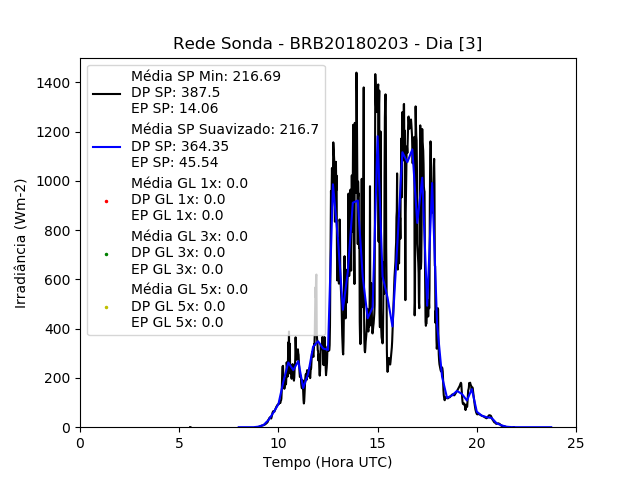 Rede Sonda - BRB20180203 - Dia [3]
Irradiância (Wm-2)
1400
1200
1000
800
600
400
200
0
Média SP Min: 216.69
DP SP: 387.5
EP SP: 14.06
Média SP Suavizado: 216.7
DP SP: 364.35
EP SP: 45.54
Média GL 1x: 0.0
DP GL 1x: 0.0
EP GL 1x: 0.0
Média GL 3x: 0.0
DP GL 3x: 0.0
EP GL 3x: 0.0
Média GL 5x: 0.0
DP GL 5x: 0.0
EP GL 5x: 0.0
0 5 10 15 20 25
Tempo (Hora UTC)